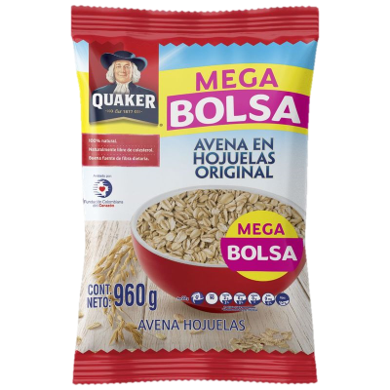 QUAKER
MEGA
BOLSA
100% natural.
Naturalmente libre de colesterol.
Buena fuente de fibra dietaria.
AVENA EN
HOJUELAS
ORIGINAL
MEGA
BOLSA
CONT.
NETO: 960g
AVENA HOJUELAS